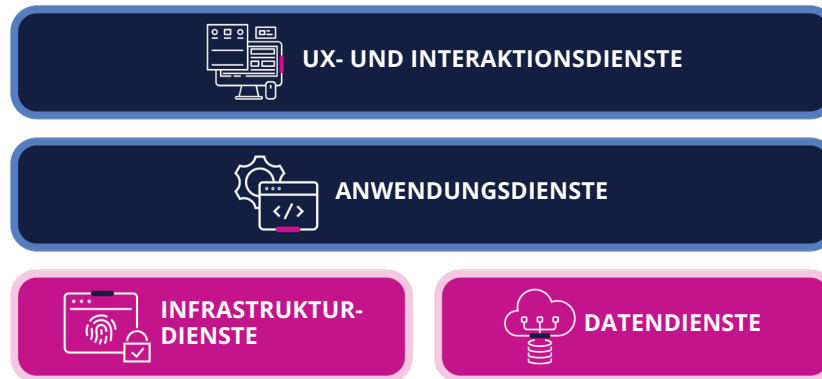 UX- UND INTERAKTIONSDIENSTE
ANWENDUNGSDIENSTE
</>
INFRASTRUKTUR-
DIENSTE
DATENDIENSTE